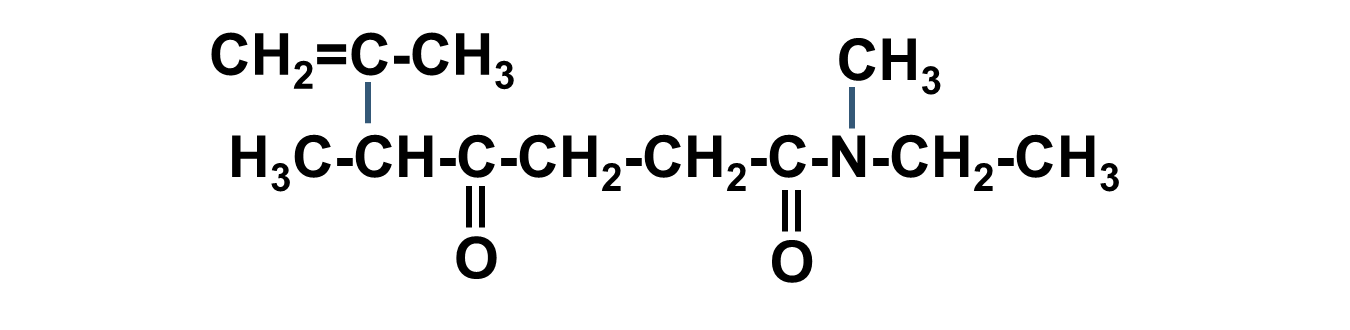 CH₂=C-CH₃ CH₃
H₃C-CH-C-CH₂-CH₂-C-N-CH₂-CH₃
O O